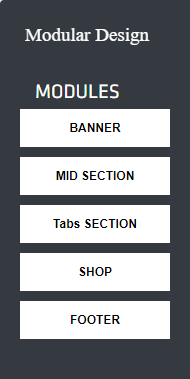 Modular Design
MODULES
BANNER
MID SECTION
Tabs SECTION
SHOP
FOOTER